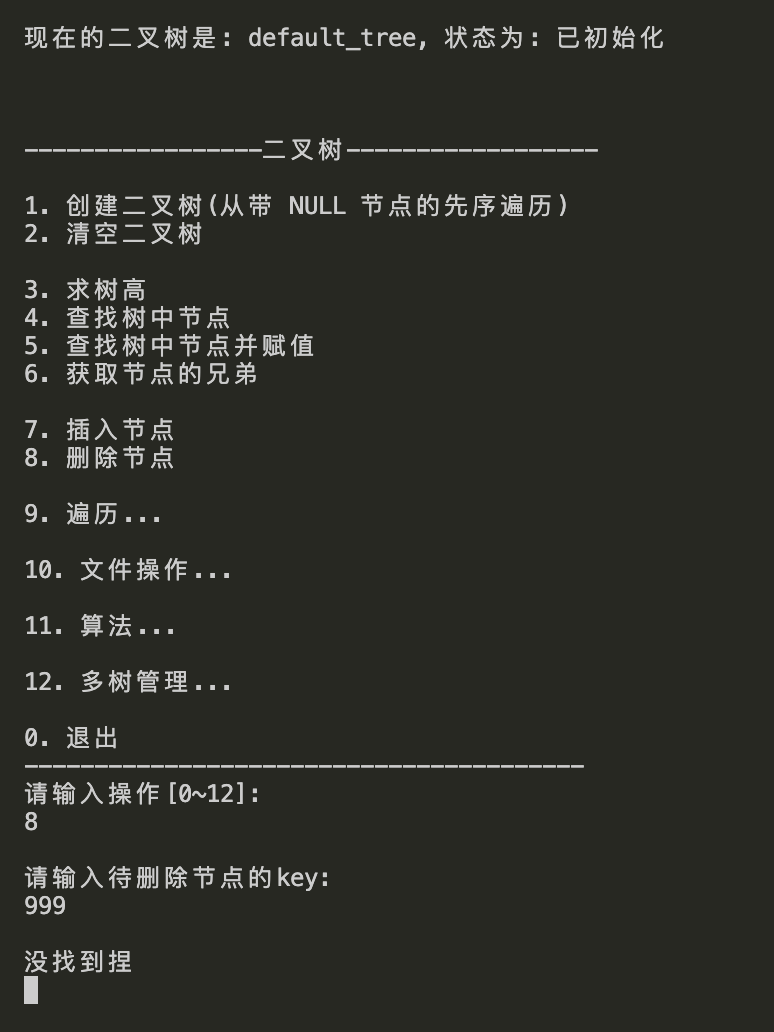 现在的二叉树是: default_tree, 状态为: 已初始化
-----------------二叉树------------------
1. 创建二叉树(从带 NULL 节点的先序遍历)
2. 清空二叉树
3. 求树高
4. 查找树中节点
5. 查找树中节点并赋值
6. 获取节点的兄弟
7. 插入节点
8. 删除节点
9. 遍历...
10. 文件操作...
11. 算法...
12. 多树管理...
0. 退出
----------------------------------------
请输入操作[0~12]:
8
请输入待删除节点的key:
999
没找到捏